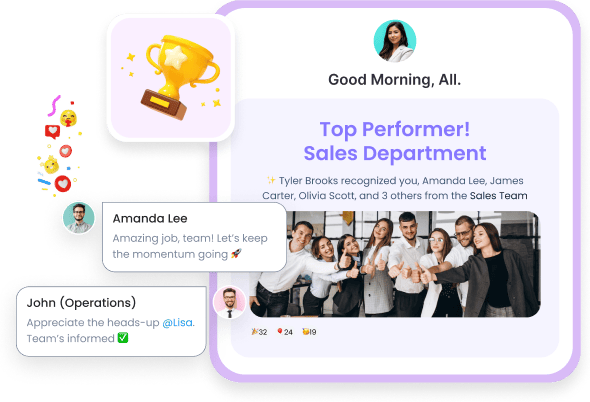 Good Morning, All.
Top Performer!
Sales Department
✨ Tyler Brooks recognized you, Amanda Lee, James
Carter, Olivia Scott, and 3 others from the Sales Team
Amanda Lee
Amazing job, team! Let's keep
the momentum going 🚀
John (Operations)
Appreciate the heads-up @Lisa.
Team's informed ✅
🎉32 🎈24 🥳19